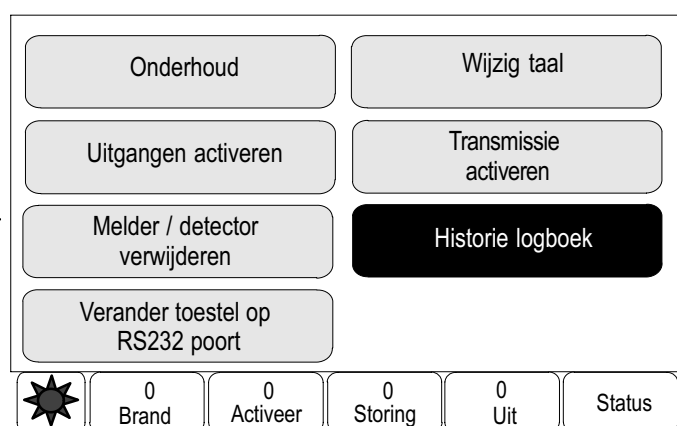 Onderhoud
Wijzig taal
Uitgangen activeren
Transmissie
activeren
Melder / detector
verwijderen
Historie logboek
Verander toestel op
RS232 poort
0
Brand
0
Activeer
0
Storing
0
Uit
Status